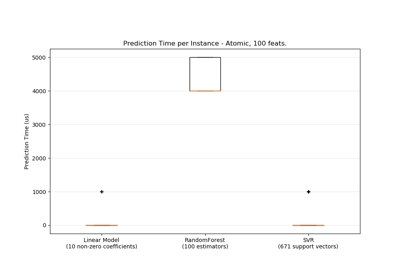 Prediction Time per Instance - Atomic, 100 feats.
5000
4000
3000
2000
1000
0
Prediction Time (us)
Linear Model
(10 non-zero coefficients)
RandomForest
(100 estimators)
SVR
(671 support vectors)